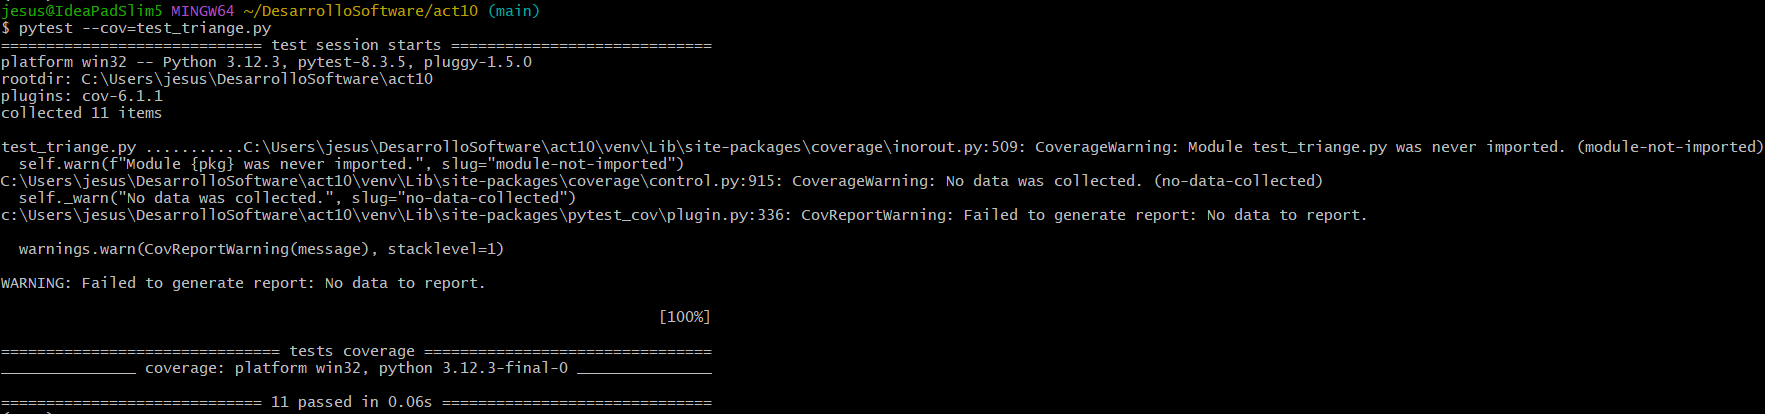 jesus@IdeaPadSlim5 MINGW64 ~/DesarrolloSoftware/act10 (main)
$ pytest --cov=test_triange.py
============================= test session starts =============================
platform win32 -- Python 3.12.3, pytest-8.3.5, pluggy-1.5.0
rootdir: C:\Users\jesus\DesarrolloSoftware\act10
plugins: cov-6.1.1
collected 11 items
test_triange.py ...........C:\Users\jesus\DesarrolloSoftware\act10\venv\Lib\site-packages\coverage\inorout.py:509: CoverageWarning: Module test_triange.py was never imported. (module-not-imported)
  self.warn(f"Module {pkg} was never imported.", slug="module-not-imported")
C:\Users\jesus\DesarrolloSoftware\act10\venv\Lib\site-packages\coverage\control.py:915: CoverageWarning: No data was collected. (no-data-collected)
  self._warn("No data was collected.", slug="no-data-collected")
c:\Users\jesus\DesarrolloSoftware\act10\venv\Lib\site-packages\pytest_cov\plugin.py:336: CovReportWarning: Failed to generate report: No data to report.
  warnings.warn(CovReportWarning(message), stacklevel=1)
WARNING: Failed to generate report: No data to report.
[100%]
=============================== tests coverage ================================
_______________ coverage: platform win32, python 3.12.3-final-0 _______________
============================= 11 passed in 0.06s ==============================